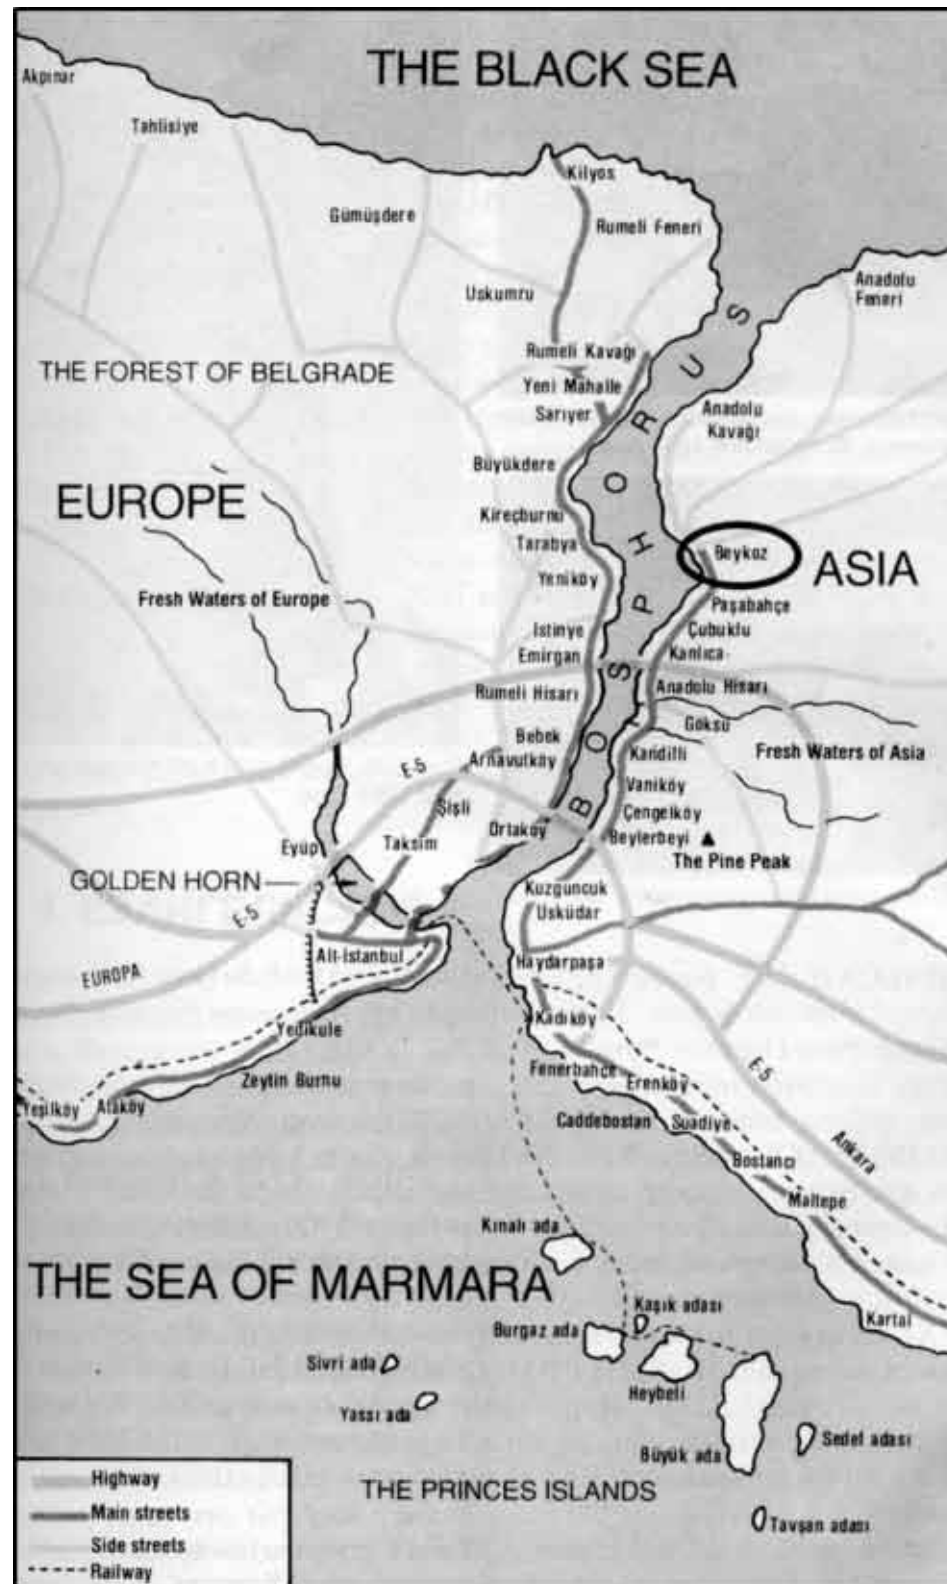 THE BLACK SEA
Akpınar
Tahlisiye
Kilyos
Gümüşdere
Rumeli Feneri
Anadolu
Feneri
Uskumru
BOSPHORUS
Rumeli Kavağı
THE FOREST OF BELGRADE
Yeni Mahalle
Sarıyer
Anadolu
Kavağı
Büyükdere
EUROPE
Kireçburnu
Tarabya
Beykoz
ASIA
Yeniköy
Fresh Waters of Europe
Paşabahçe
Istinye
Çubuklu
Emirgan
Kanlıca
Rumeli Hisarı
Anadolu Hisarı
Göksu
Bebek
Arnavutköy
Kandilli
Fresh Waters of Asia
E-5
Vaniköy
Şişli
Çengelköy
Ortaköy
Eyüp
Taksim
Beylerbeyi
The Pine Peak
GOLDEN HORN
Kuzguncuk
Usküdar
E-5
Alt-Istanbul
Haydarpaşa
EUROPA
Yedikule
Kadıköy
Fenerbahçe
E-5
Zeytin Burnu
Erenköy
Yeşilköy
Ataköy
Caddebostan
Suadiye
Ankara
Bostancı
Maltepe
Kınalı ada
THE SEA OF MARMARA
Kaşık adası
Burgaz ada
Kartal
Sivri ada
Heybeli
Yassı ada
Büyük ada
Sedef adası
THE PRINCES ISLANDS
Tavşan adası
Highway
Main streets
Side streets
Railway